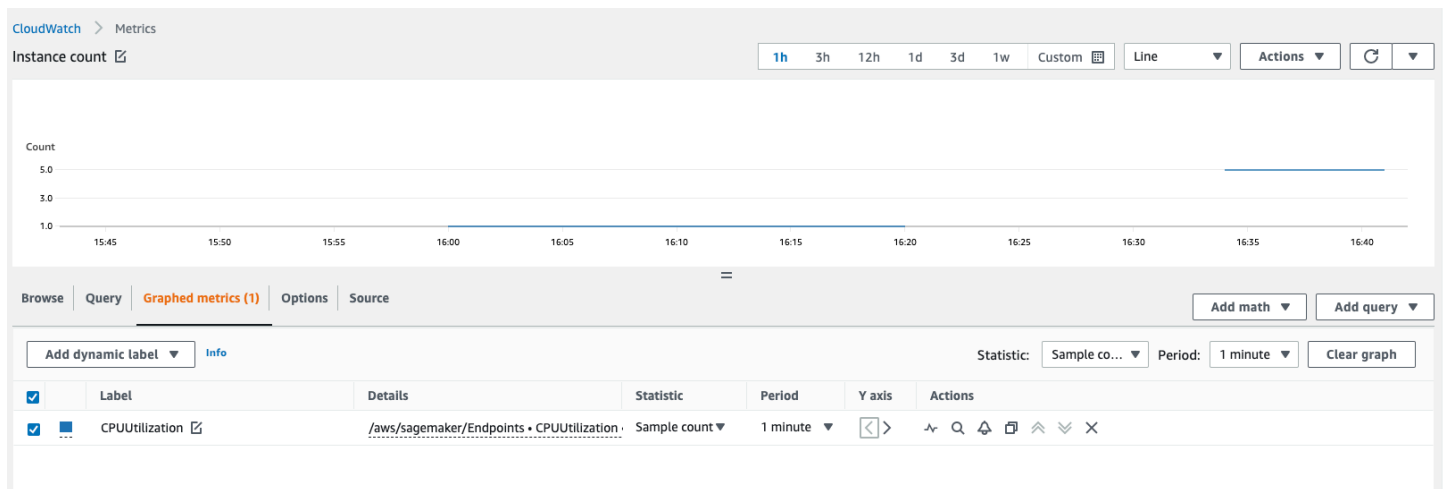 CloudWatch > Metrics
Instance count
1h 3h 12h 1d 3d 1w Custom Line Actions
Count
5.0
3.0
1.0
15:45 15:50 15:55 16:00 16:05 16:10 16:15 16:20 16:25 16:30 16:35 16:40
Browse Query Graphed metrics (1) Options Source
Add math Add query
Add dynamic label Info Statistic: Sample co... Period: 1 minute Clear graph
Label Details Statistic Period Y axis Actions
CPUUtilization /aws/sagemaker/Endpoints • CPUUtilization • Sample count 1 minute < >